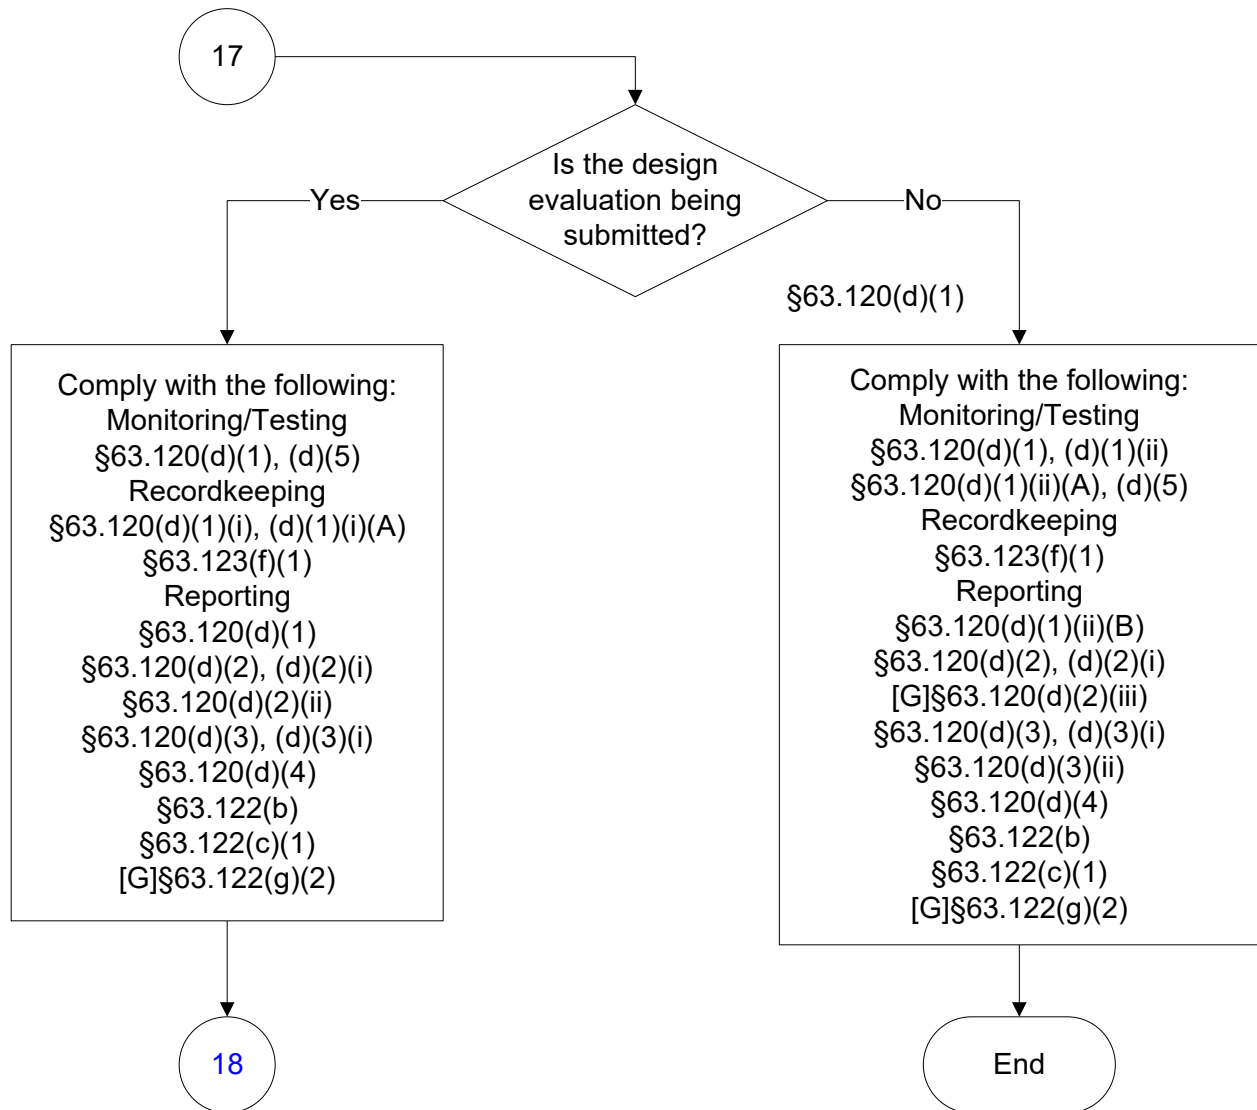 17
Is the design
evaluation being
submitted?
Yes
No
§63.120(d)(1)
Comply with the following:
Monitoring/Testing
§63.120(d)(1), (d)(5)
Recordkeeping
§63.120(d)(1)(i), (d)(1)(i)(A)
§63.123(f)(1)
Reporting
§63.120(d)(1)
§63.120(d)(2), (d)(2)(i)
§63.120(d)(2)(ii)
§63.120(d)(3), (d)(3)(i)
§63.120(d)(4)
§63.122(b)
§63.122(c)(1)
[G]§63.122(g)(2)
Comply with the following:
Monitoring/Testing
§63.120(d)(1), (d)(1)(ii)
§63.120(d)(1)(ii)(A), (d)(5)
Recordkeeping
§63.123(f)(1)
Reporting
§63.120(d)(1)(ii)(B)
§63.120(d)(2), (d)(2)(i)
[G]§63.120(d)(2)(iii)
§63.120(d)(3), (d)(3)(i)
§63.120(d)(3)(ii)
§63.120(d)(4)
§63.122(b)
§63.122(c)(1)
[G]§63.122(g)(2)
18
End